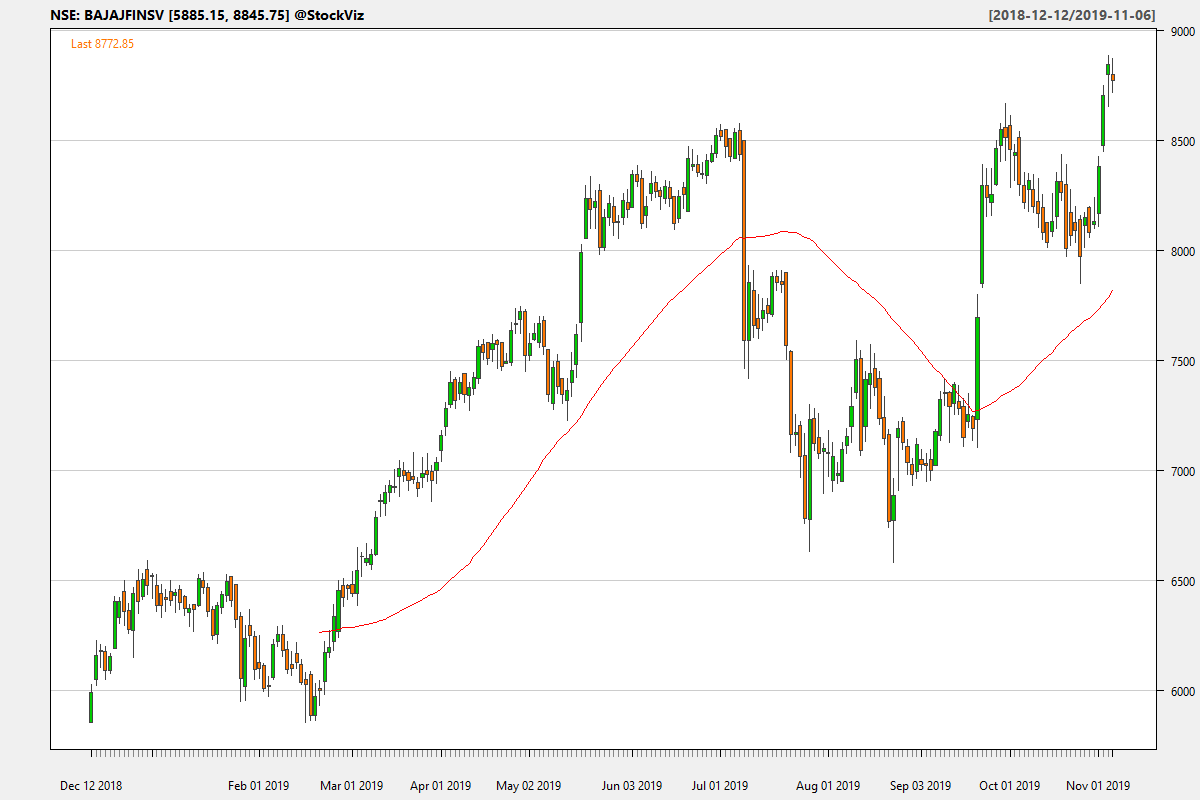 NSE: BAJAJFINSV [5885.15, 8845.75] @StockViz [2018-12-12/2019-11-06]
Last 8772.85
9000
8500
8000
7500
7000
6500
6000
Dec 12 2018 Feb 01 2019 Mar 01 2019 Apr 01 2019 May 02 2019 Jun 03 2019 Jul 01 2019 Aug 01 2019 Sep 03 2019 Oct 01 2019 Nov 01 2019